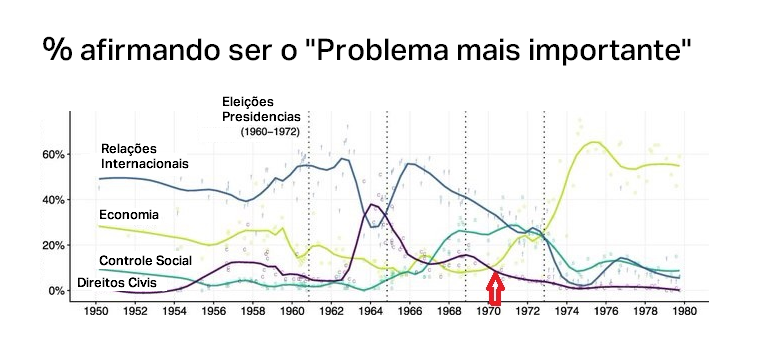 % afirmando ser o "Problema mais importante"
Eleições
Presidencias
(1960–1972)
Relações
Internacionais
Economia
Controle Social
Direitos Civis
60%
40%
20%
0%
1950 1952 1954 1956 1958 1960 1962 1964 1966 1968 1970 1972 1974 1976 1978 1980